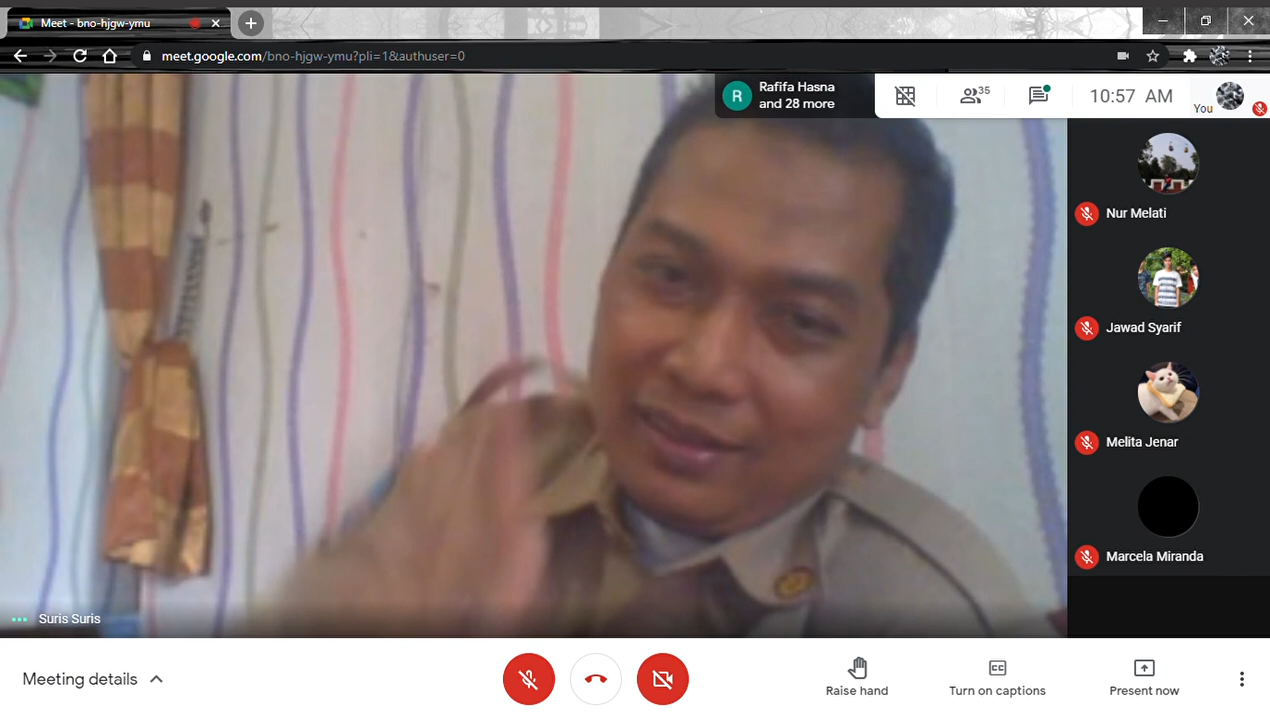 Meet - bno-hjgw-ymu
meet.google.com/bno-hjgw-ymu?pli=1&authuser=0
R
Rafifa Hasna
and 28 more
35
10:57 AM
You
Nur Melati
Jawad Syarif
Melita Jenar
Marcela Miranda
Suris Suris
Meeting details
CC
Raise hand
Turn on captions
Present now